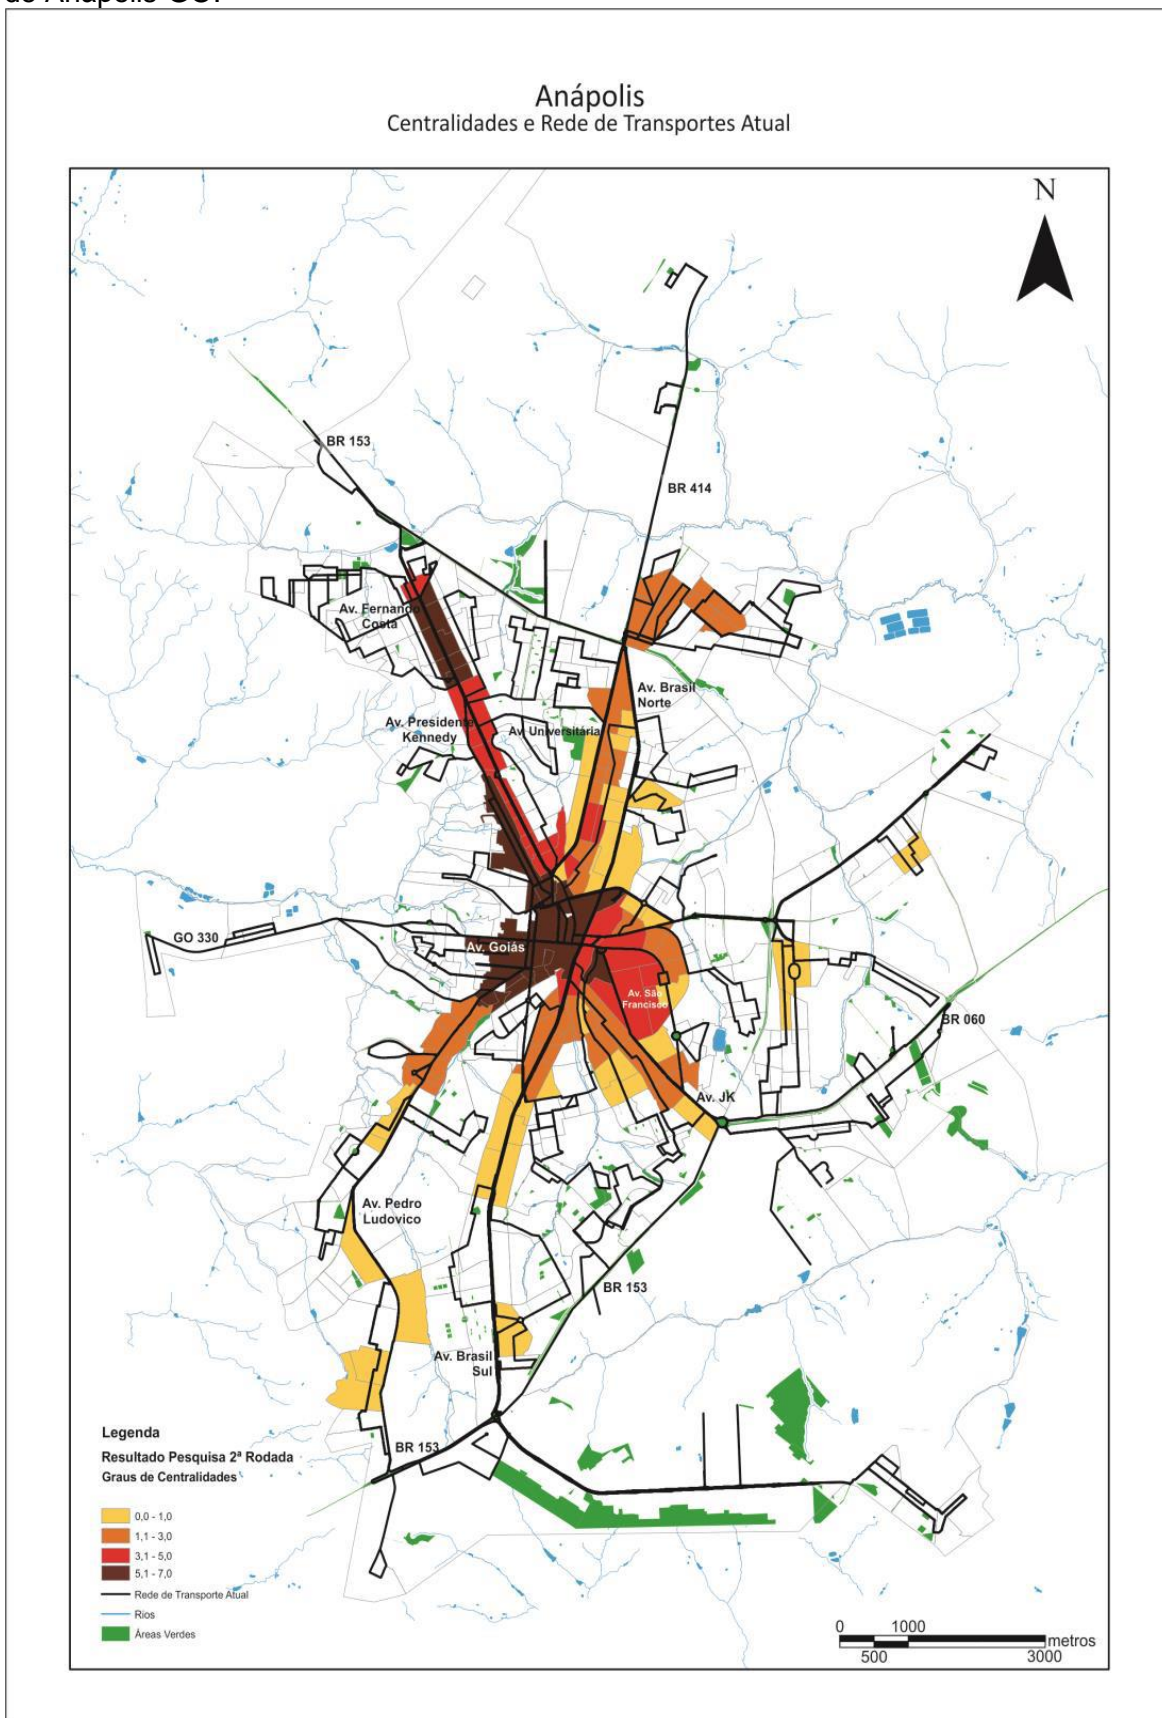 de Anápolis-GO.
Anápolis
Centralidades e Rede de Transportes Atual
N
BR 153
BR 414
Av. Fernando
Costa
Av. Brasil
Norte
Av. Presidente
Kennedy
Av. Universitária
GO 330
Av. Goiás
Av. São
Francisco
BR 060
Av. JK
Av. Pedro
Ludovico
BR 153
Av. Brasil
Sul
BR 153
Legenda
Resultado Pesquisa 2ª Rodada
Graus de Centralidades
0,0 - 1,0
1,1 - 3,0
3,1 - 5,0
5,1 - 7,0
Rede de Transporte Atual
Rios
Áreas Verdes
0 1000
metros
500 3000